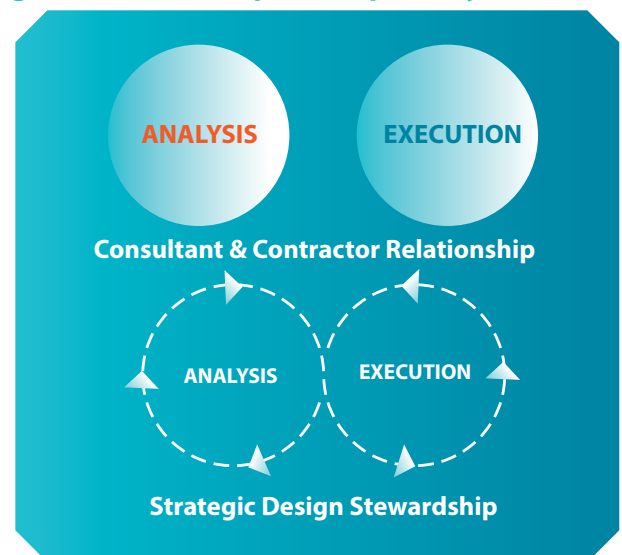 ANALYSIS
EXECUTION
Consultant & Contractor Relationship
ANALYSIS
EXECUTION
Strategic Design Stewardship